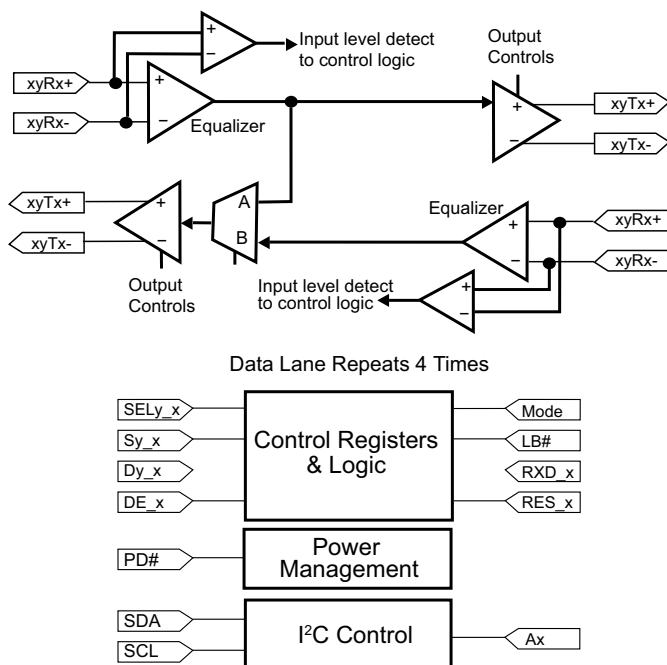 Input level detect
to control logic
Output
Controls
xyRx+
+
−
xyRx-
+
−
Equalizer
+
−
xyTx+
xyTx-
xyTx+
xyTx-
+
−
Output
Controls
A
B
Equalizer
+
−
xyRx+
xyRx-
Input level detect
to control logic
+
−
Data Lane Repeats 4 Times
SELy_x
Sy_x
Dy_x
DE_x
Control Registers
& Logic
Mode
LB#
RXD_x
RES_x
PD#
Power
Management
SDA
SCL
I²C Control
Ax